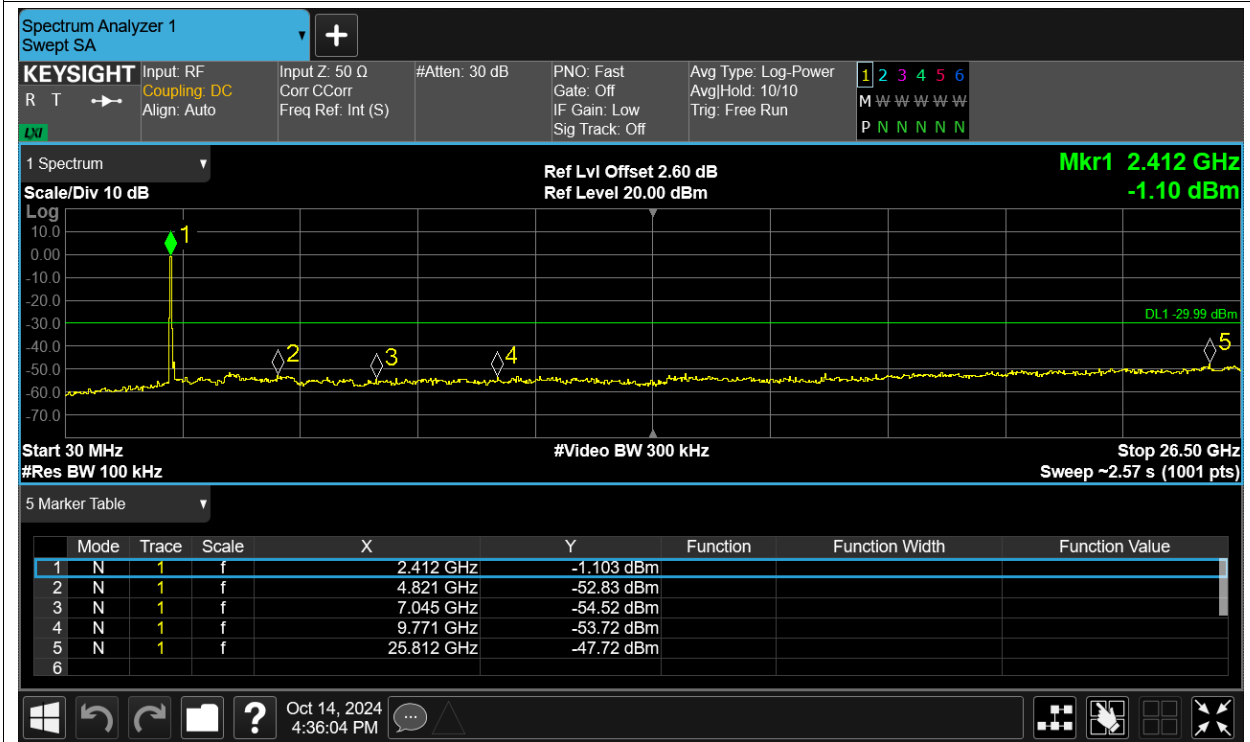 Spectrum Analyzer 1
Swept SA
+
KEYSIGHT
R T
LXI
Input: RF
Coupling: DC
Align: Auto
Input Z: 50 Ω
Corr CCorr
Freq Ref: Int (S)
#Atten: 30 dB
PNO: Fast
Gate: Off
IF Gain: Low
Sig Track: Off
Avg Type: Log-Power
Avg|Hold: 10/10
Trig: Free Run
1 2 3 4 5 6
M W W W W W
P N N N N N
1 Spectrum
Scale/Div 10 dB
Ref Lvl Offset 2.60 dB
Ref Level 20.00 dBm
Mkr1 2.412 GHz
-1.10 dBm
Log
10.0
0.00
-10.0
-20.0
-30.0
-40.0
-50.0
-60.0
-70.0
1
2
3
4
5
DL1 -29.99 dBm
Start 30 MHz
#Res BW 100 kHz
#Video BW 300 kHz
Stop 26.50 GHz
Sweep ~2.57 s (1001 pts)
5 Marker Table
Mode Trace Scale X Y Function Function Width Function Value
1 N 1 f 2.412 GHz -1.103 dBm
2 N 1 f 4.821 GHz -52.83 dBm
3 N 1 f 7.045 GHz -54.52 dBm
4 N 1 f 9.771 GHz -53.72 dBm
5 N 1 f 25.812 GHz -47.72 dBm
6
?
Oct 14, 2024
4:36:04 PM